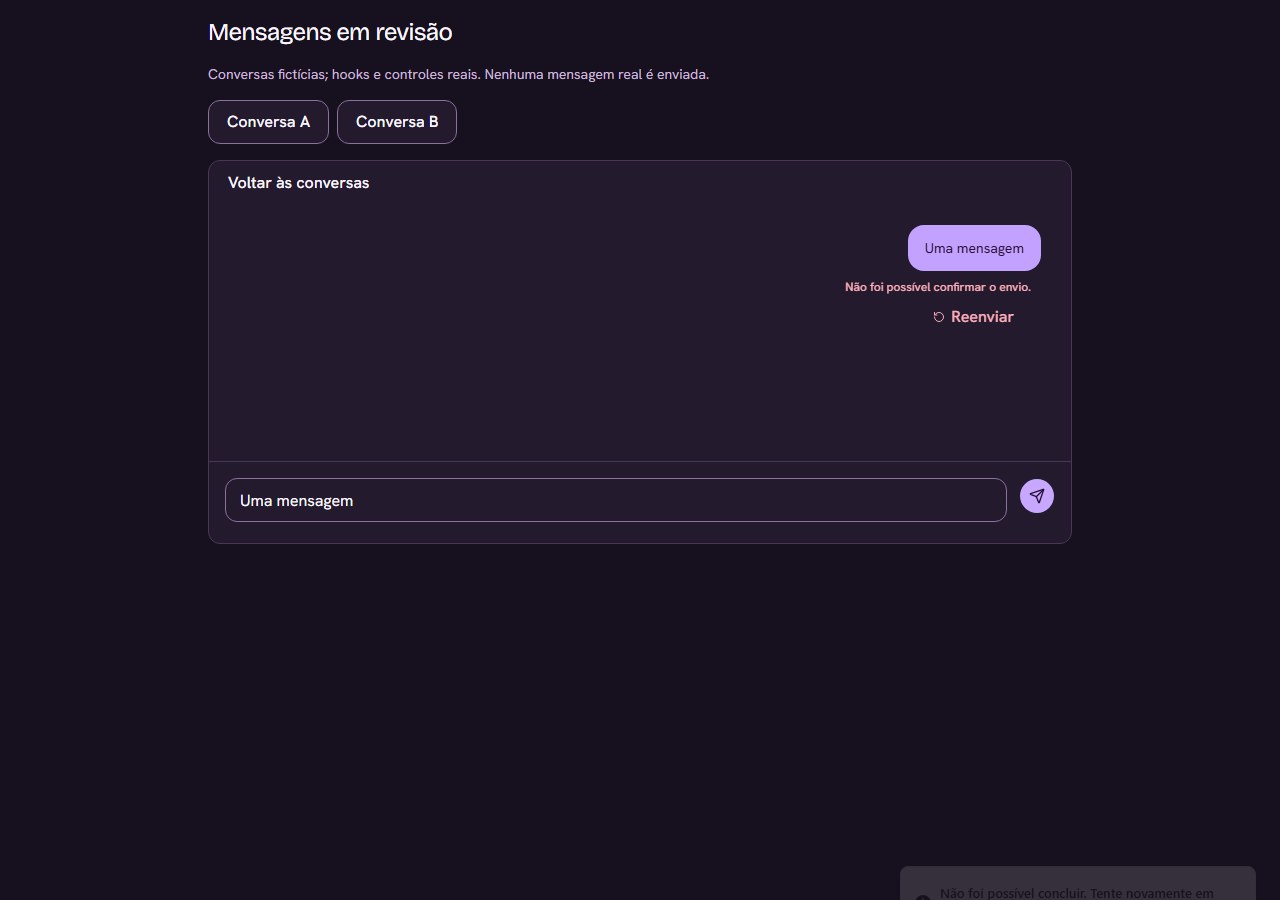 Mensagens em revisão
Conversas fictícias; hooks e controles reais. Nenhuma mensagem real é enviada.
Conversa A
Conversa B
Voltar às conversas
Uma mensagem
Não foi possível confirmar o envio.
Reenviar
Uma mensagem
Não foi possível concluir. Tente novamente em